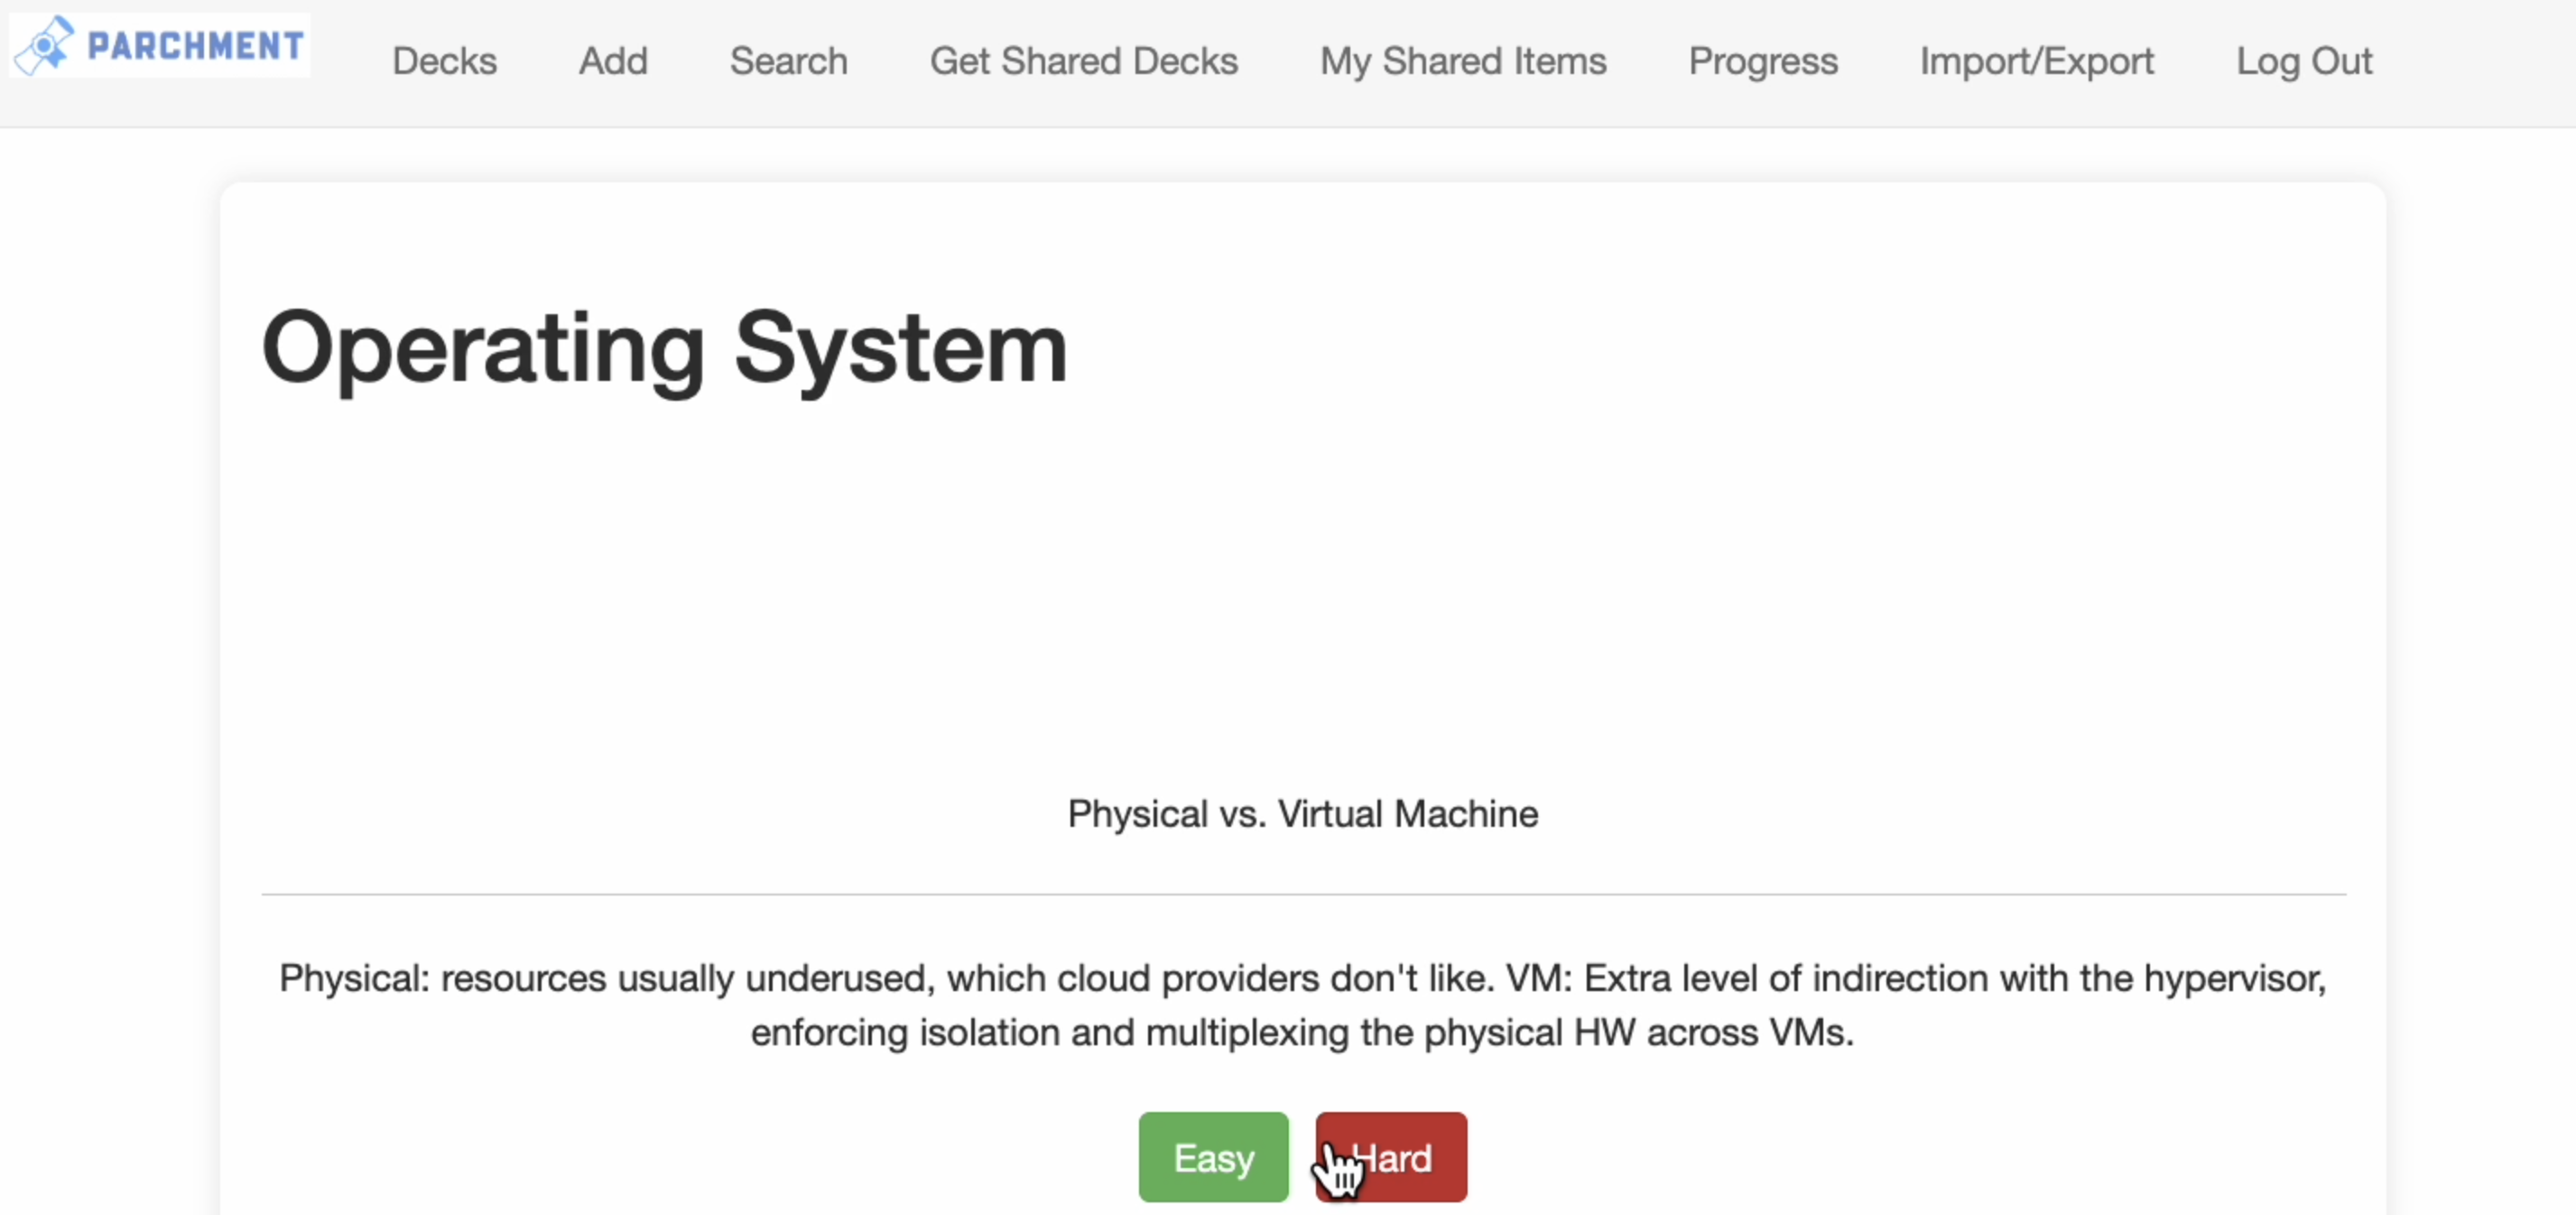 PARCHMENT Decks Add Search Get Shared Decks My Shared Items Progress Import/Export Log Out
Operating System
Physical vs. Virtual Machine
Physical: resources usually underused, which cloud providers don't like. VM: Extra level of indirection with the hypervisor,
enforcing isolation and multiplexing the physical HW across VMs.
Easy Hard